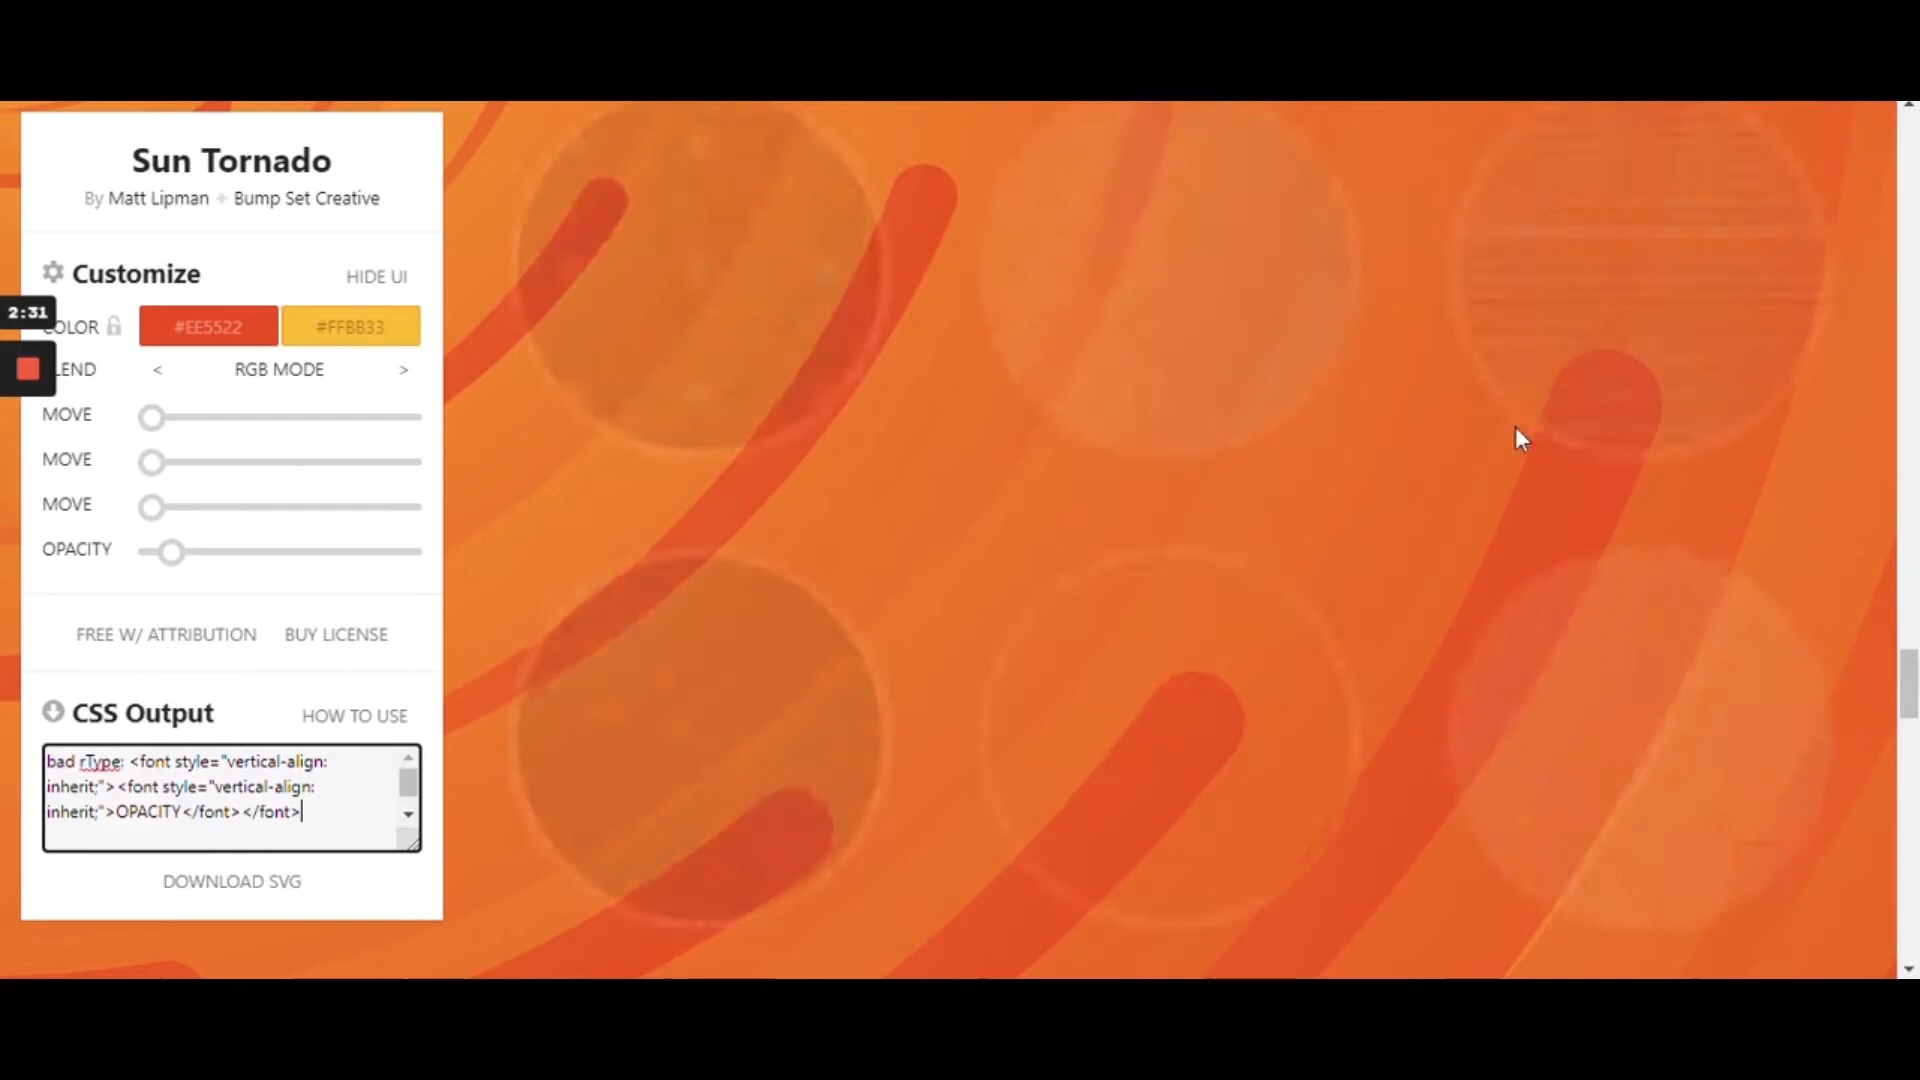 Sun Tornado
By Matt Lipman + Bump Set Creative
Customize
HIDE UI
2:31
COLOR
#EE5522
#FFBB33
LEND
<
RGB MODE
>
MOVE
MOVE
MOVE
OPACITY
FREE W/ ATTRIBUTION
BUY LICENSE
CSS Output
HOW TO USE
bad rType: <font style="vertical-align:
inherit;"><font style="vertical-align:
inherit;">OPACITY</font></font>
DOWNLOAD SVG